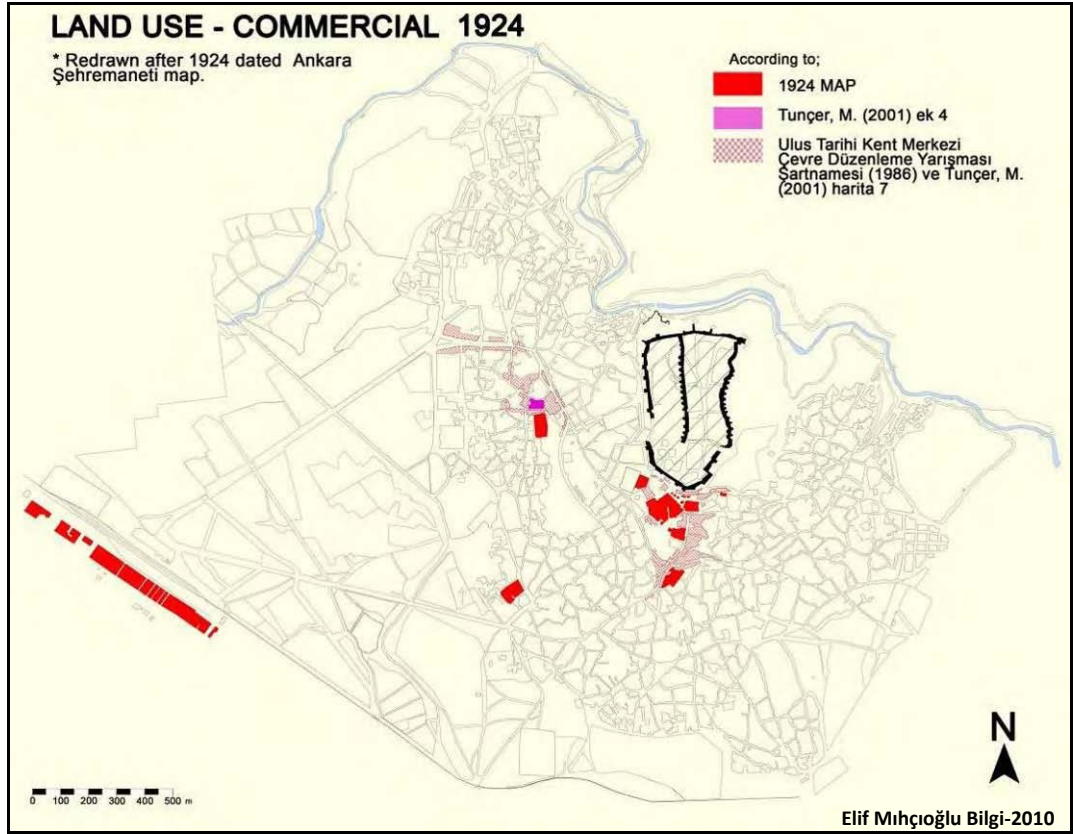 LAND USE - COMMERCIAL 1924
* Redrawn after 1924 dated Ankara
Şehremaneti map.
According to;
1924 MAP
Tunçer, M. (2001) ek 4
Ulus Tarihi Kent Merkezi
Çevre Düzenleme Yarışması
Şartnamesi (1986) ve Tunçer, M.
(2001) harita 7
N
0 100 200 300 400 500 m
Elif Mıhçıoğlu Bilgi-2010